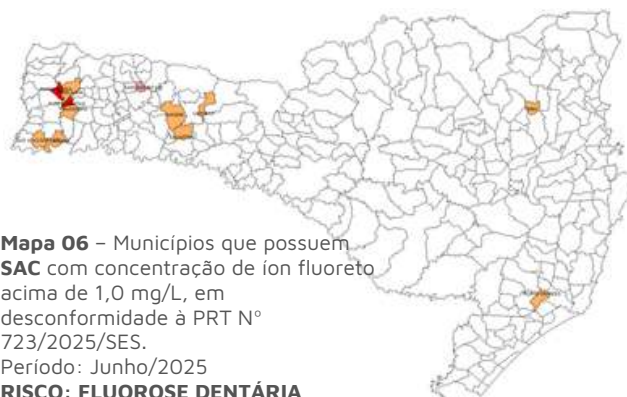 Mapa 06 – Municípios que possuem
SAC com concentração de íon fluoreto
acima de 1,0 mg/L, em
desconformidade à PRT Nº
723/2025/SES.
Período: Junho/2025
RISCO: FLUOROSE DENTÁRIA